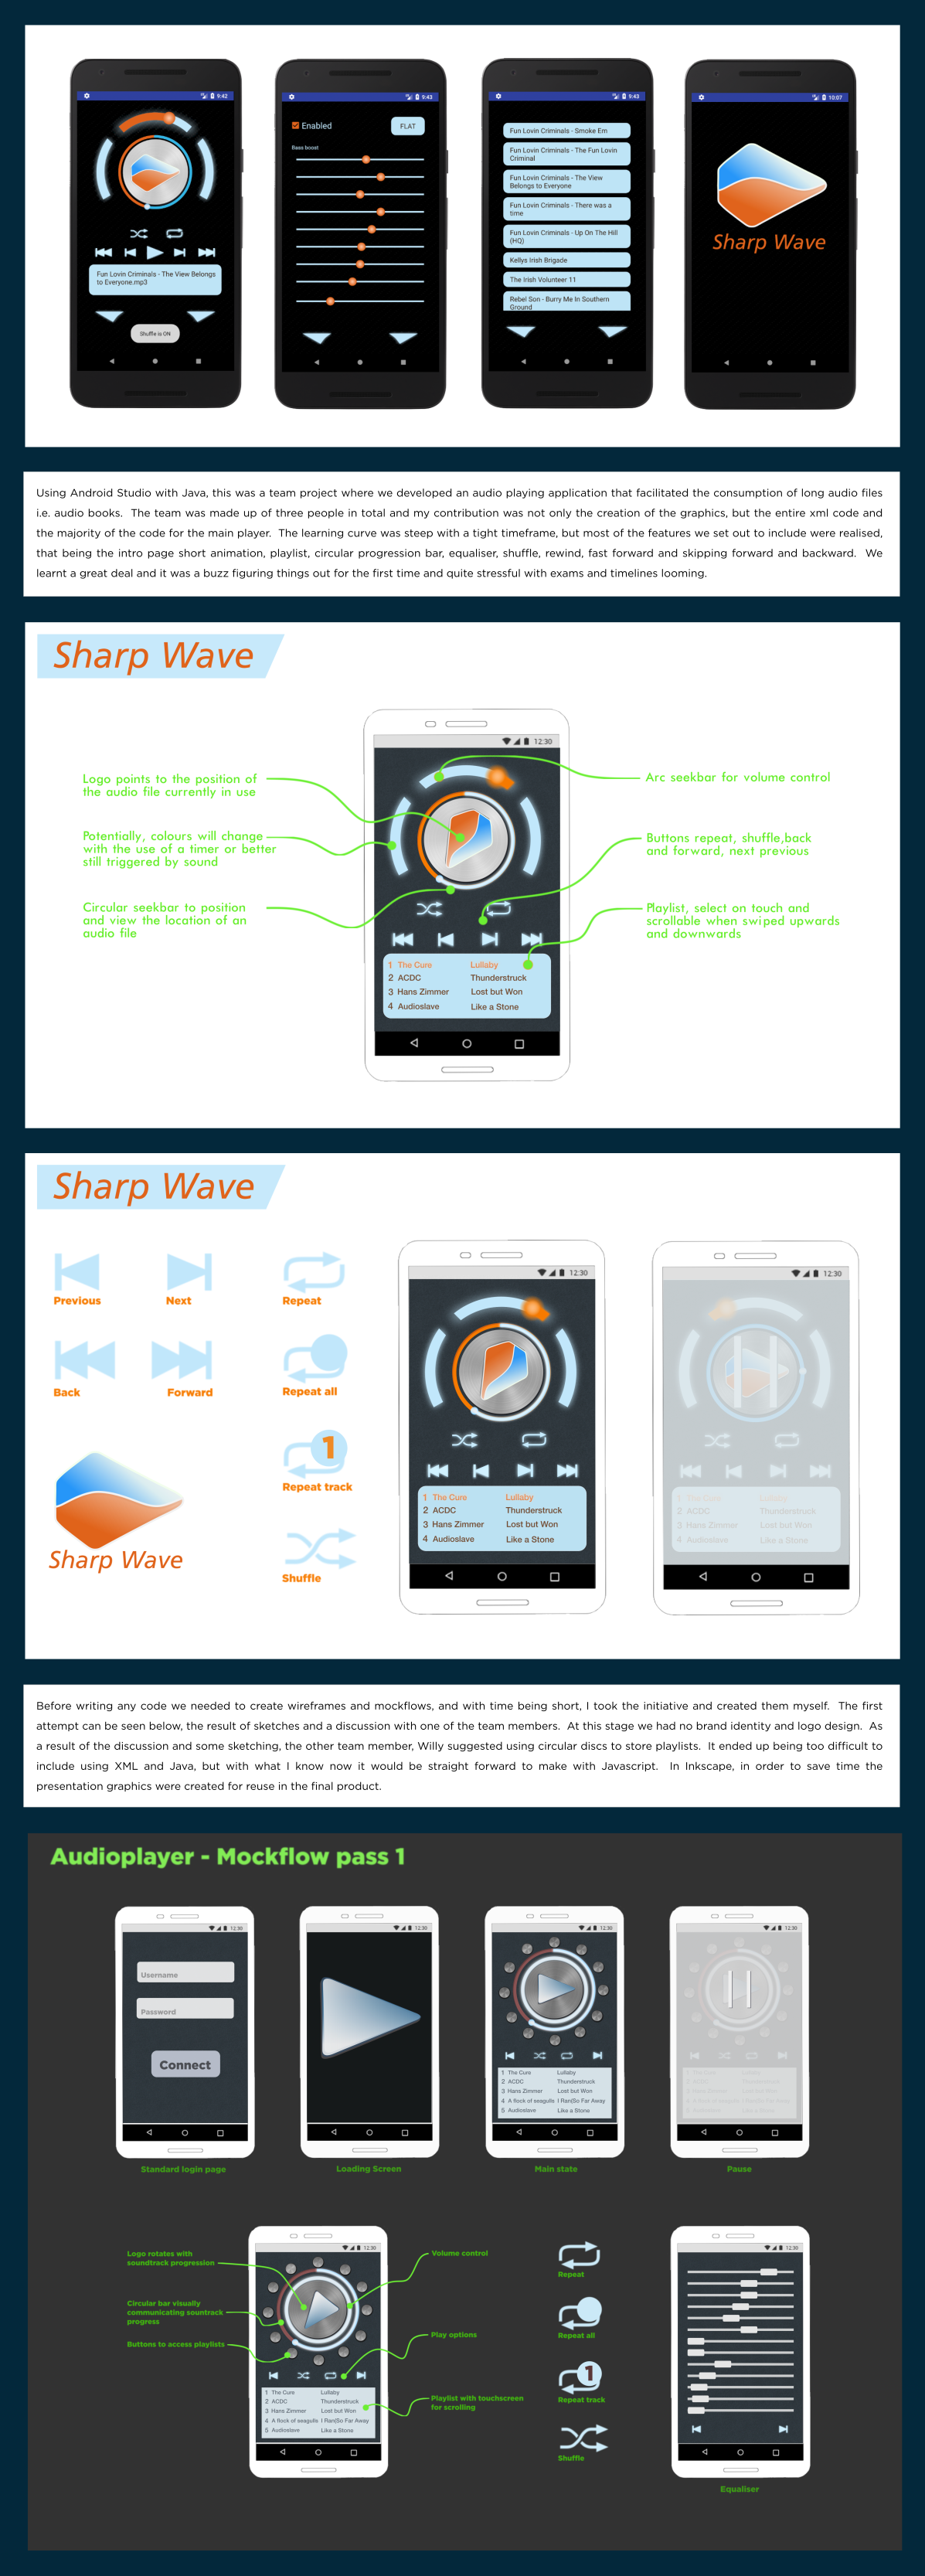 9:42
Fun Lovin Criminals - The View Belongs
to Everyone.mp3
Shuffle is ON
9:43
Enabled
FLAT
Bass boost
9:43
Fun Lovin Criminals - Smoke Em
Fun Lovin Criminals - The Fun Lovin
Criminal
Fun Lovin Criminals - The View
Belongs to Everyone
Fun Lovin Criminals - There was a
time
Fun Lovin Criminals - Up On The Hill
(HQ)
Kellys Irish Brigade
The Irish Volunteer 11
Rebel Son - Burry Me In Southern
Ground
10:07
Sharp Wave
Using Android Studio with Java, this was a team project where we developed an audio playing application that facilitated the consumption of long audio files
i.e. audio books. The team was made up of three people in total and my contribution was not only the creation of the graphics, but the entire xml code and
the majority of the code for the main player. The learning curve was steep with a tight timeframe, but most of the features we set out to include were realised,
that being the intro page short animation, playlist, circular progression bar, equaliser, shuffle, rewind, fast forward and skipping forward and backward. We
learnt a great deal and it was a buzz figuring things out for the first time and quite stressful with exams and timelines looming.
Sharp Wave
12:30
Logo points to the position of
the audio file currently in use
Potentially, colours will change
with the use of a timer or better
still triggered by sound
Circular seekbar to position
and view the location of an
audio file
Arc seekbar for volume control
Buttons repeat, shuffle,back
and forward, next previous
Playlist, select on touch and
scrollable when swiped upwards
and downwards
1 The Cure Lullaby
2 ACDC Thunderstruck
3 Hans Zimmer Lost but Won
4 Audioslave Like a Stone
Sharp Wave
Previous
Next
Repeat
Back
Forward
Repeat all
1
Repeat track
Shuffle
Sharp Wave
12:30
1 The Cure Lullaby
2 ACDC Thunderstruck
3 Hans Zimmer Lost but Won
4 Audioslave Like a Stone
12:30
1 The Cure Lullaby
2 ACDC Thunderstruck
3 Hans Zimmer Lost but Won
4 Audioslave Like a Stone
Before writing any code we needed to create wireframes and mockflows, and with time being short, I took the initiative and created them myself. The first
attempt can be seen below, the result of sketches and a discussion with one of the team members. At this stage we had no brand identity and logo design. As
a result of the discussion and some sketching, the other team member, Willy suggested using circular discs to store playlists. It ended up being too difficult to
include using XML and Java, but with what I know now it would be straight forward to make with Javascript. In Inkscape, in order to save time the
presentation graphics were created for reuse in the final product.
Audioplayer - Mockflow pass 1
12:30
Username
Password
Connect
Standard login page
12:30
Loading Screen
12:30
1 The Cure Lullaby
2 ACDC Thunderstruck
3 Hans Zimmer Lost but Won
4 A flock of seagulls I Ran(So Far Away
5 Audioslave Like a Stone
Main state
12:30
Pause
Logo rotates with
soundtrack progression
Circular bar visually
communicating sountrack
progress
Buttons to access playlists
12:30
1 The Cure Lullaby
2 ACDC Thunderstruck
3 Hans Zimmer Lost but Won
4 A flock of seagulls I Ran(So Far Away
5 Audioslave Like a Stone
Volume control
Play options
Playlist with touchscreen
for scrolling
Repeat
Repeat all
1
Repeat track
Shuffle
12:30
Equaliser